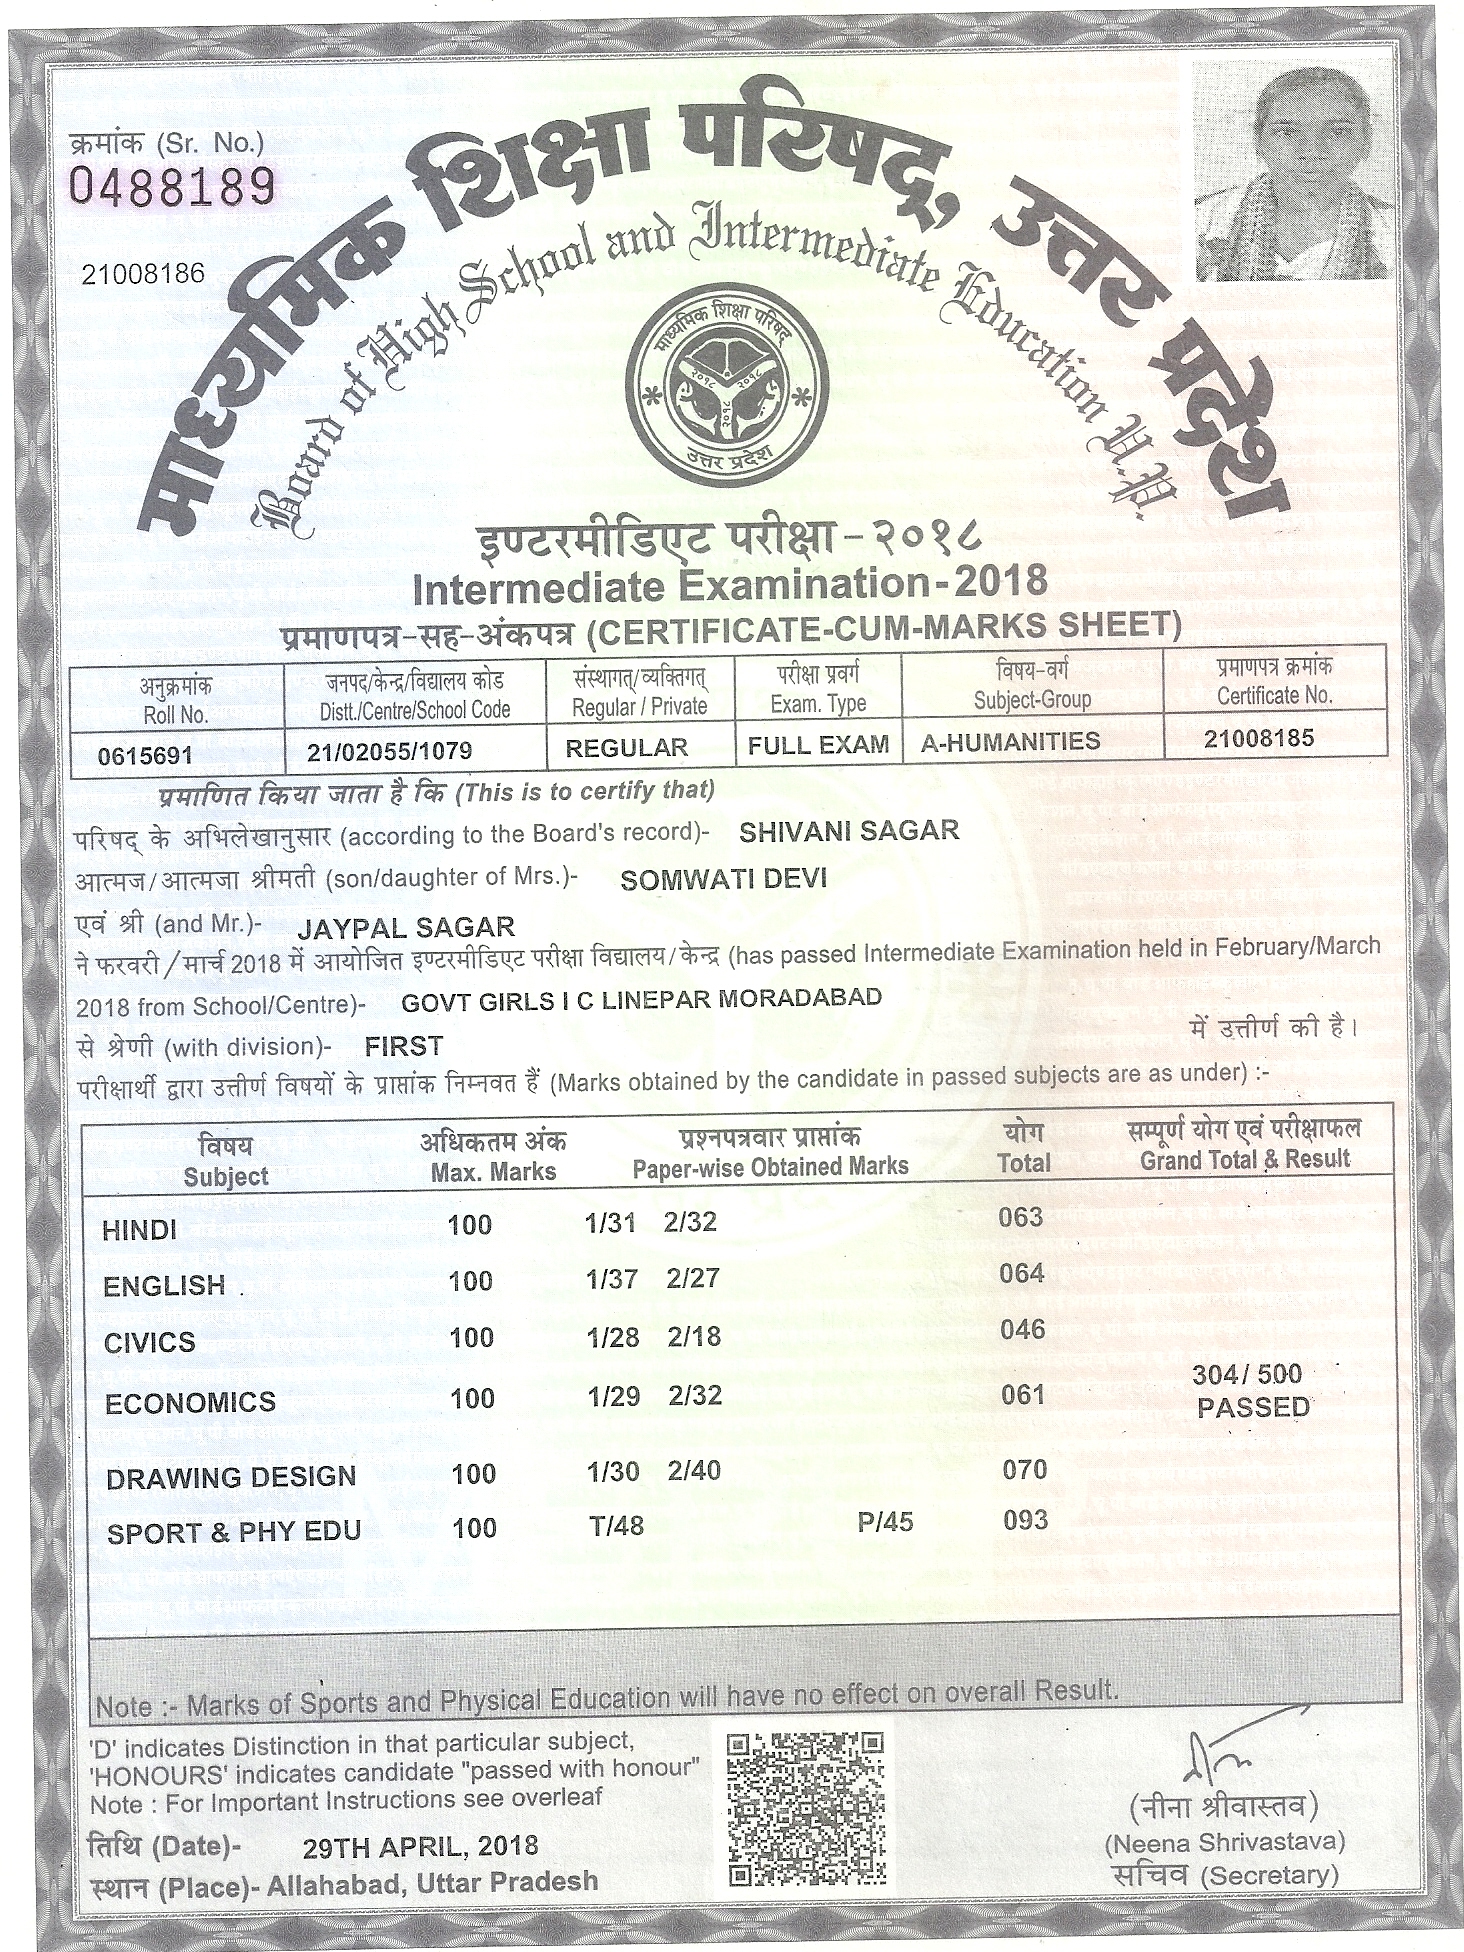 क्रमांक (Sr. No.)
0488189
21008186
माध्यमिक शिक्षा परिषद्, उत्तर प्रदेश
Board of High School and Intermediate Education U.P.
माध्यमिक शिक्षा परिषद
२०१८ २०१८
२०१८
उत्तर प्रदेश
इण्टरमीडिएट परीक्षा - २०१८
Intermediate Examination - 2018
प्रमाणपत्र-सह-अंकपत्र (CERTIFICATE-CUM-MARKS SHEET)
अनुक्रमांक जनपद/केन्द्र/विद्यालय कोड संस्थागत्/व्यक्तिगत् परीक्षा प्रवर्ग विषय-वर्ग प्रमाणपत्र क्रमांक
Roll No. Distt./Centre/School Code Regular / Private Exam. Type Subject-Group Certificate No.
0615691 21/02055/1079 REGULAR FULL EXAM A-HUMANITIES 21008185
प्रमाणित किया जाता है कि (This is to certify that)
परिषद् के अभिलेखानुसार (according to the Board's record)- SHIVANI SAGAR
आत्मज/आत्मजा श्रीमती (son/daughter of Mrs.)- SOMWATI DEVI
एवं श्री (and Mr.)- JAYPAL SAGAR
ने फरवरी/मार्च 2018 में आयोजित इण्टरमीडिएट परीक्षा विद्यालय/केन्द्र (has passed Intermediate Examination held in February/March
2018 from School/Centre)- GOVT GIRLS I C LINEPAR MORADABAD
में उत्तीर्ण की है।
से श्रेणी (with division)- FIRST
परीक्षार्थी द्वारा उत्तीर्ण विषयों के प्राप्तांक निम्नवत हैं (Marks obtained by the candidate in passed subjects are as under) :-
विषय अधिकतम अंक प्रश्नपत्रवार प्राप्तांक योग सम्पूर्ण योग एवं परीक्षाफल
Subject Max. Marks Paper-wise Obtained Marks Total Grand Total & Result
HINDI 100 1/31 2/32 063
ENGLISH 100 1/37 2/27 064
CIVICS 100 1/28 2/18 046
ECONOMICS 100 1/29 2/32 061 304/ 500
PASSED
DRAWING DESIGN 100 1/30 2/40 070
SPORT & PHY EDU 100 T/48 P/45 093
Note :- Marks of Sports and Physical Education will have no effect on overall Result.
'D' indicates Distinction in that particular subject,
'HONOURS' indicates candidate "passed with honour"
Note : For Important Instructions see overleaf
तिथि (Date)- 29TH APRIL, 2018
स्थान (Place)- Allahabad, Uttar Pradesh
(नीना श्रीवास्तव)
(Neena Shrivastava)
सचिव (Secretary)